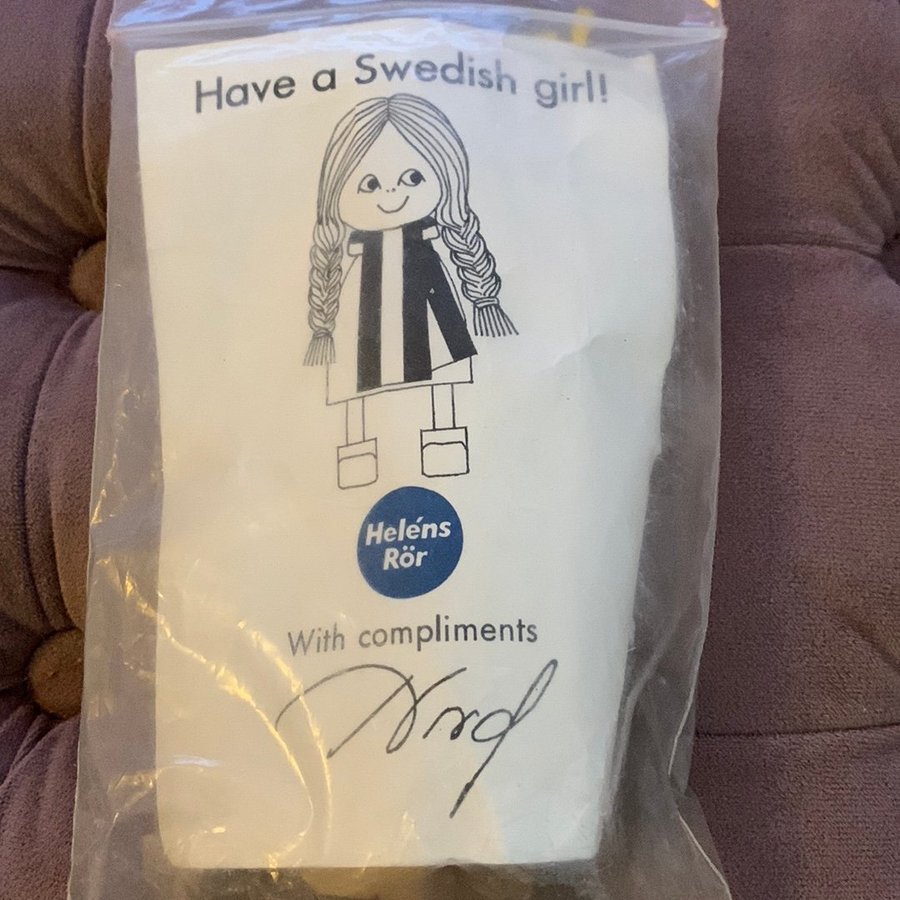 Have a Swedish girl!
Heléns
Rör
With compliments